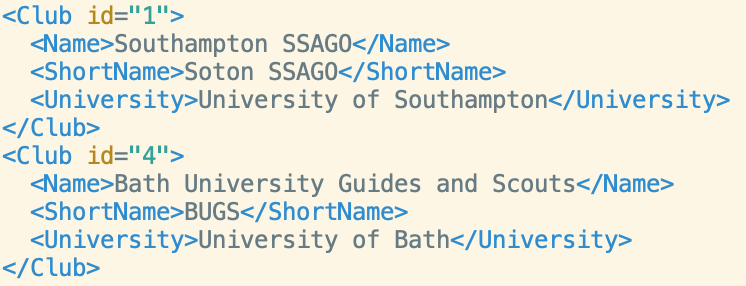 <Club id="1">
  <Name>Southampton SSAGO</Name>
  <ShortName>Soton SSAGO</ShortName>
  <University>University of Southampton</University>
</Club>
<Club id="4">
  <Name>Bath University Guides and Scouts</Name>
  <ShortName>BUGS</ShortName>
  <University>University of Bath</University>
</Club>